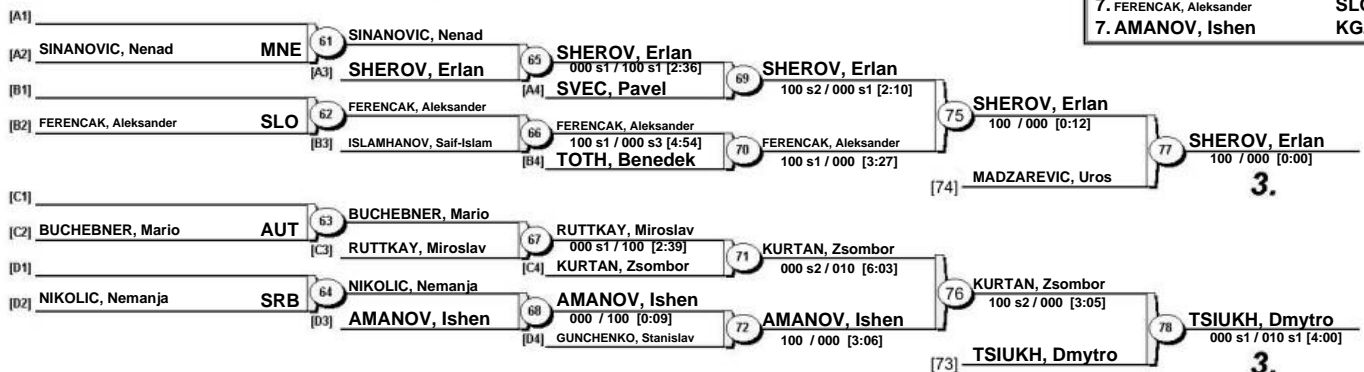 7. FERENCAK, Aleksander
7. AMANOV, Ishen
[A1]
[A2] SINANOVIC, Nenad MNE
61
SINANOVIC, Nenad
[A3] SHEROV, Erlan
65
SHEROV, Erlan
000 s1 / 100 s1 [2:36]
[A4] SVEC, Pavel
69
SHEROV, Erlan
100 s2 / 000 s1 [2:10]
[B1]
[B2] FERENCAK, Aleksander SLO
62
FERENCAK, Aleksander
[B3] ISLAMHANOV, Saif-Islam
66
FERENCAK, Aleksander
100 s1 / 000 s3 [4:54]
[B4] TOTH, Benedek
70
FERENCAK, Aleksander
100 s1 / 000 [3:27]
75
SHEROV, Erlan
100 / 000 [0:12]
[74] MADZAREVIC, Uros
77
SHEROV, Erlan
100 / 000 [0:00]
3.
[C1]
[C2] BUCHEBNER, Mario AUT
63
BUCHEBNER, Mario
[C3] RUTTKAY, Miroslav
67
RUTTKAY, Miroslav
000 s1 / 100 [2:39]
[C4] KURTAN, Zsombor
71
KURTAN, Zsombor
000 s2 / 010 [6:03]
[D1]
[D2] NIKOLIC, Nemanja SRB
64
NIKOLIC, Nemanja
[D3] AMANOV, Ishen
68
AMANOV, Ishen
000 / 100 [0:09]
[D4] GUNCHENKO, Stanislav
72
AMANOV, Ishen
100 / 000 [3:06]
76
KURTAN, Zsombor
100 s2 / 000 [3:05]
[73] TSIUKH, Dmytro
78
TSIUKH, Dmytro
000 s1 / 010 s1 [4:00]
3.